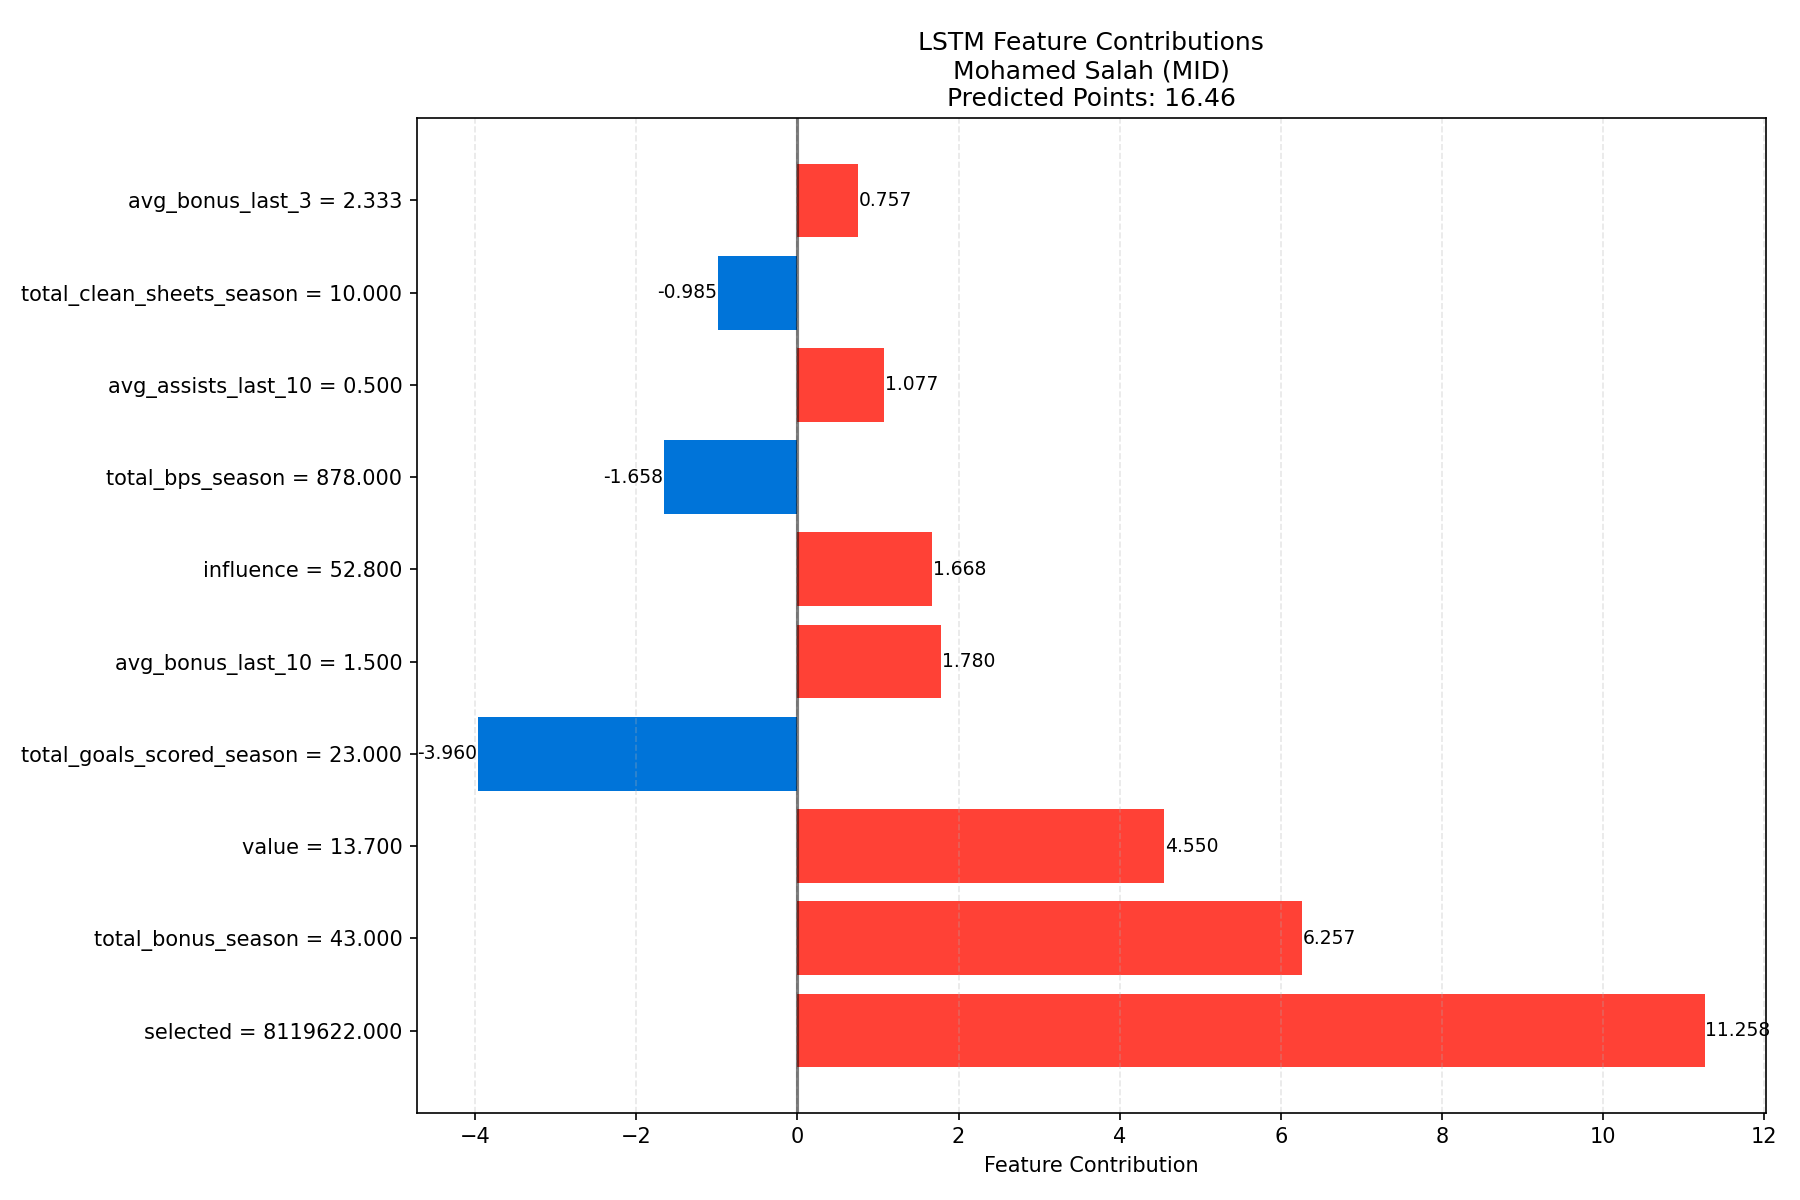 LSTM Feature Contributions
Mohamed Salah (MID)
Predicted Points: 16.46
avg_bonus_last_3 = 2.333
0.757
total_clean_sheets_season = 10.000
-0.985
avg_assists_last_10 = 0.500
1.077
total_bps_season = 878.000
-1.658
influence = 52.800
1.668
avg_bonus_last_10 = 1.500
1.780
total_goals_scored_season = 23.000
-3.960
value = 13.700
4.550
total_bonus_season = 43.000
6.257
selected = 8119622.000
11.258
−4 −2 0 2 4 6 8 10 12
Feature Contribution